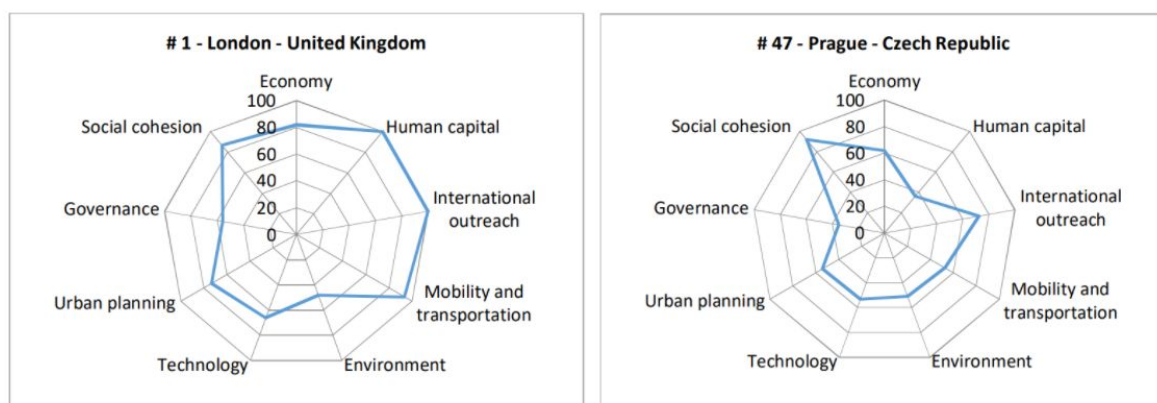 # 1 - London - United Kingdom
Economy
100
80
60
40
20
0
Human capital
International
outreach
Mobility and
transportation
Environment
Technology
Urban planning
Governance
Social cohesion
# 47 - Prague - Czech Republic
Economy
100
80
60
40
20
0
Human capital
International
outreach
Mobility and
transportation
Environment
Technology
Urban planning
Governance
Social cohesion